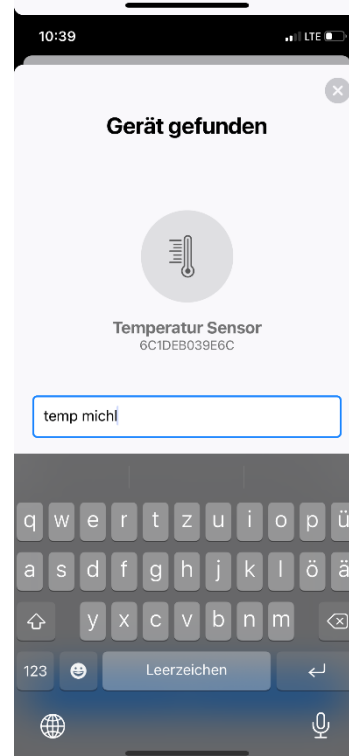 10:39
LTE
Gerät gefunden
Temperatur Sensor
6C1DEB039E6C
temp michl
q w e r t z u i o p ü
a s d f g h j k l ö ä
y x c v b n m
123 Leerzeichen